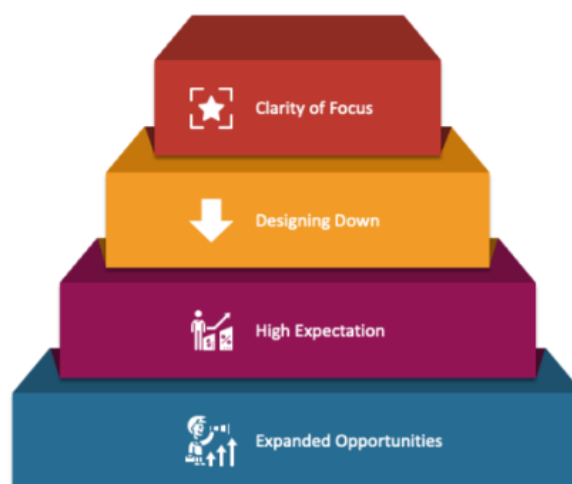 Clarity of Focus
Designing Down
High Expectation
Expanded Opportunities